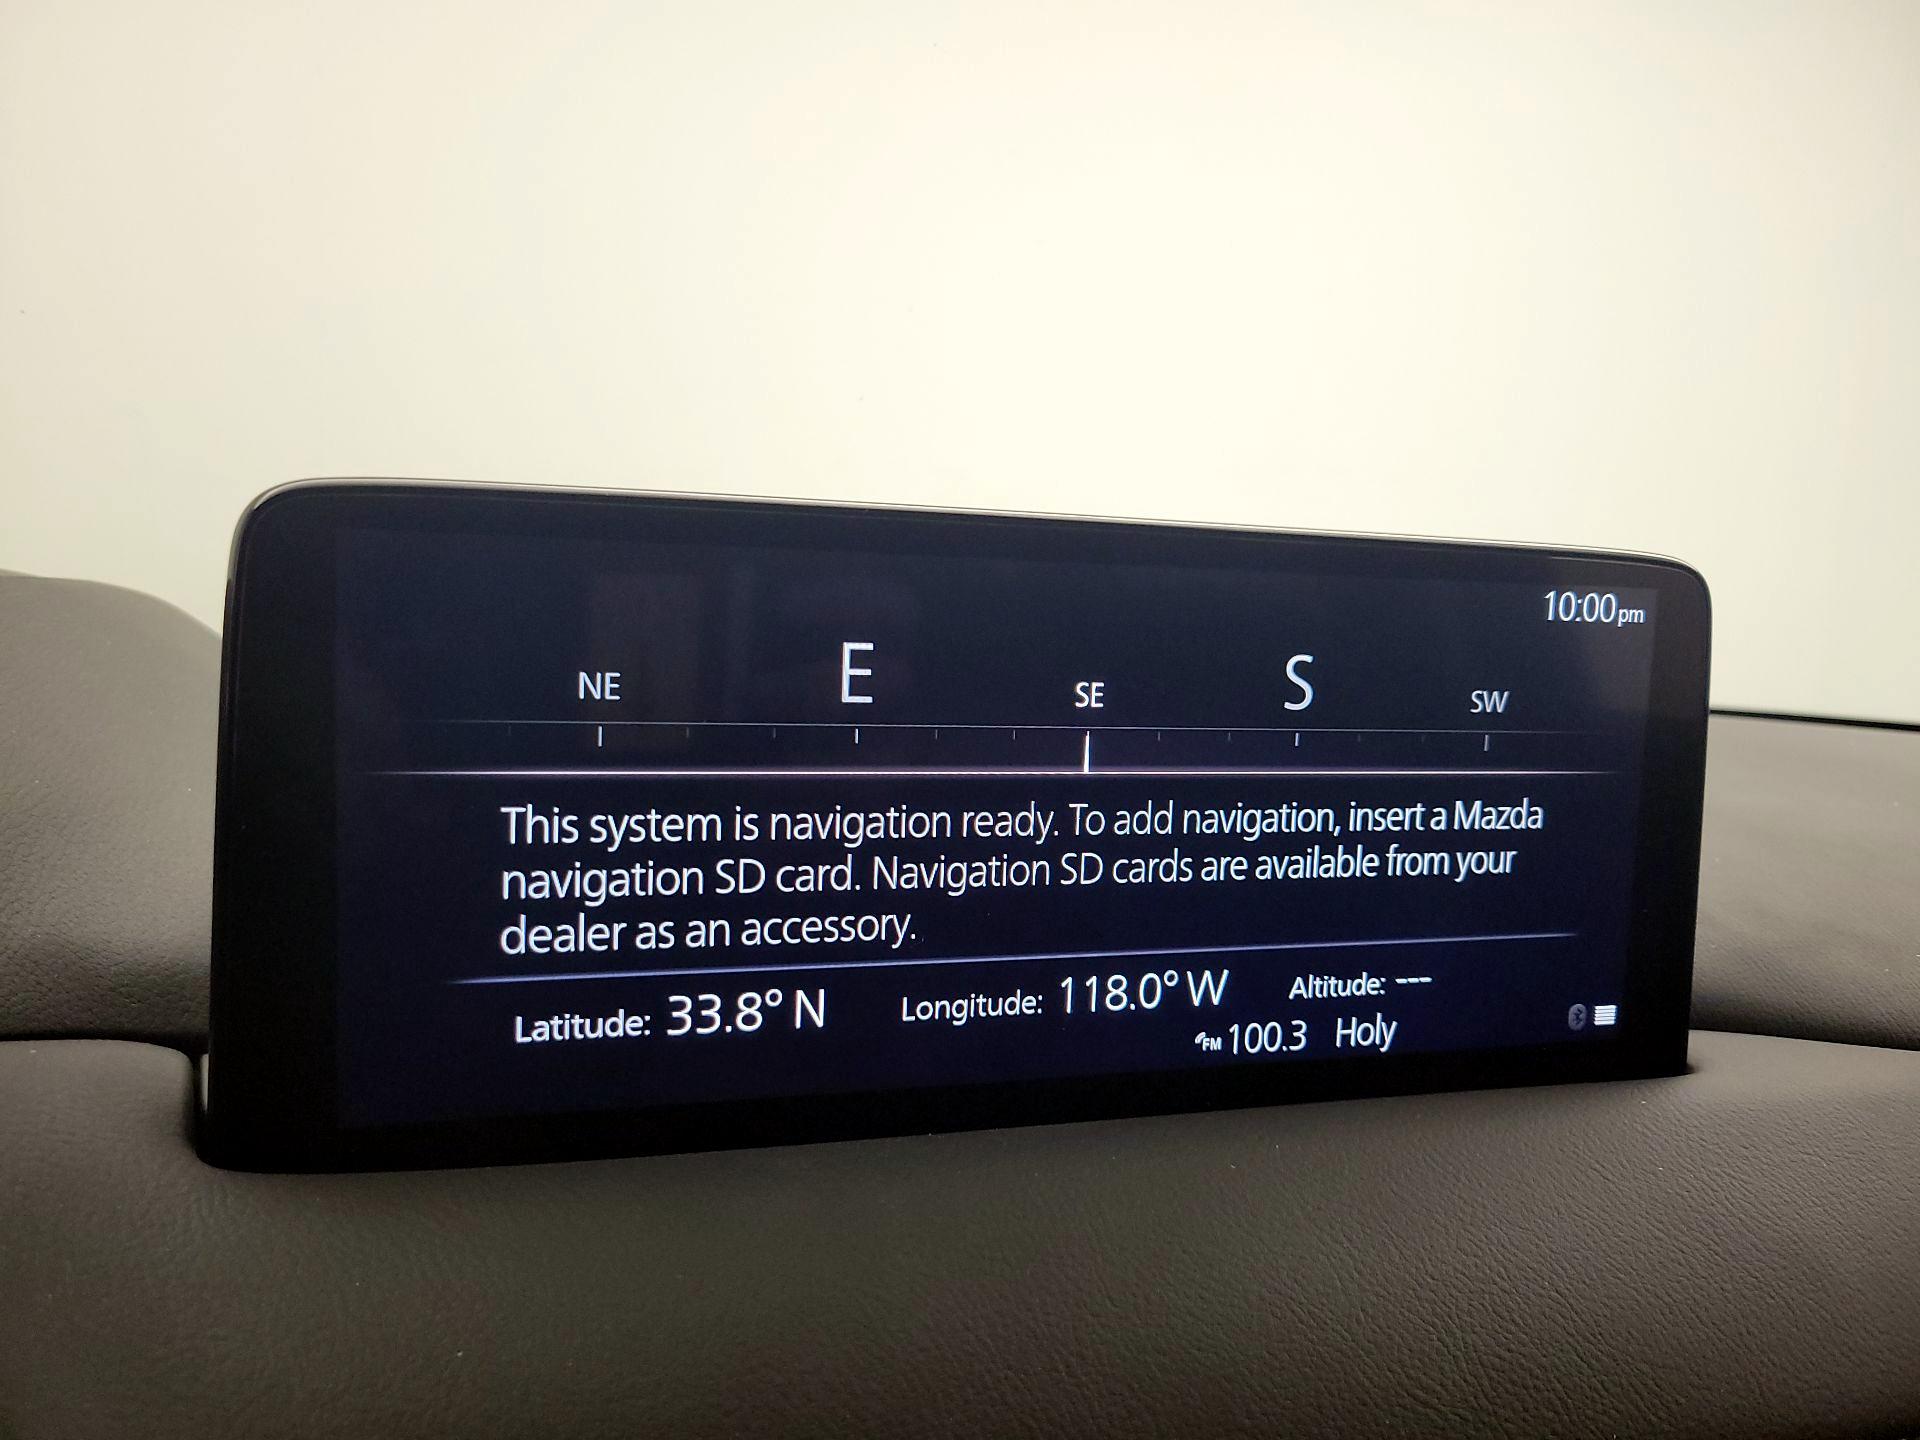 10:00pm
NE E SE S SW
This system is navigation ready. To add navigation, insert a Mazda
navigation SD card. Navigation SD cards are available from your
dealer as an accessory.
Latitude: 33.8° N Longitude: 118.0° W Altitude: ---
FM 100.3 Holy